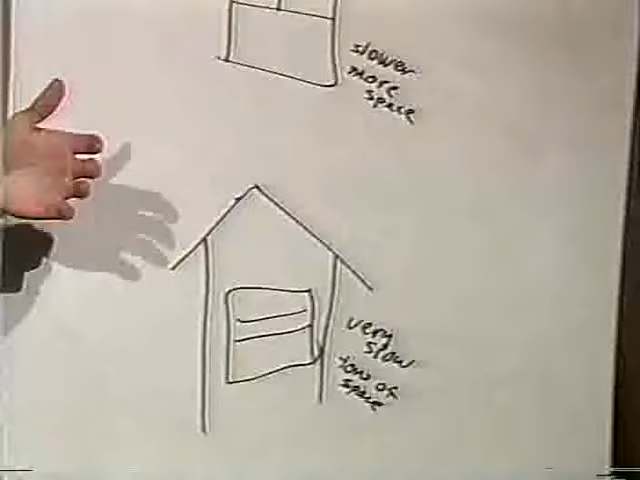 slower
more
space
very
slow
tons of
space